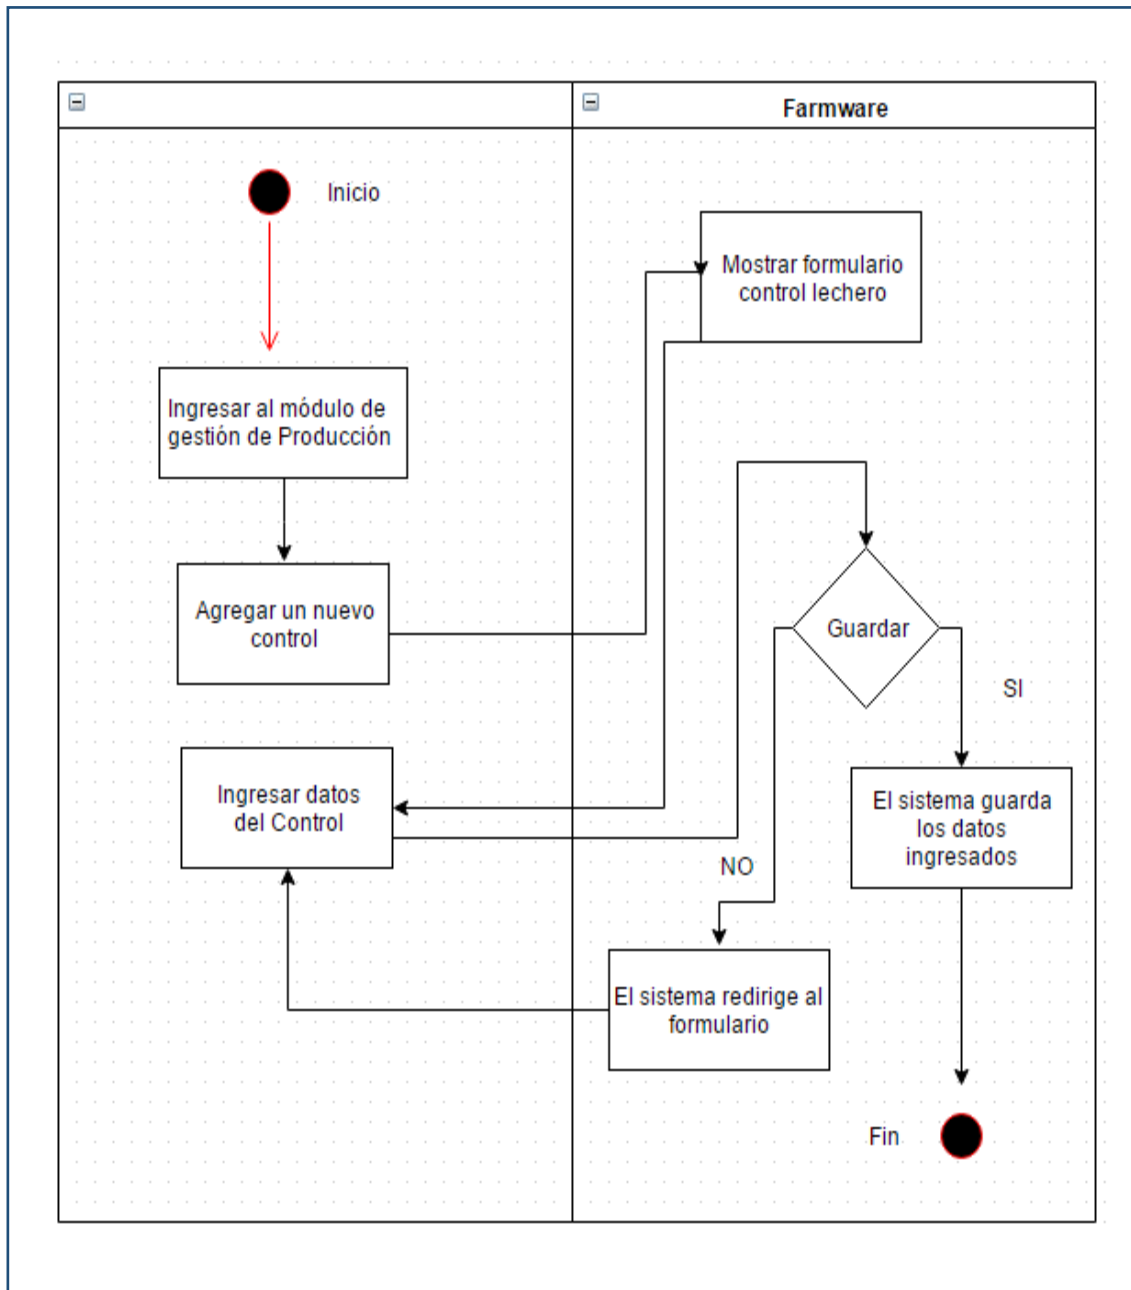 Farmware
Inicio
Mostrar formulario
control lechero
Ingresar al módulo de
gestión de Producción
Agregar un nuevo
control
Guardar
SI
Ingresar datos
del Control
El sistema guarda
los datos
ingresados
NO
El sistema redirige al
formulario
Fin